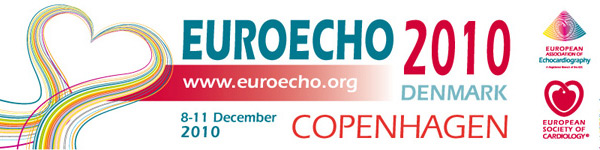 EUROECHO 2010
www.euroecho.org
DENMARK
8-11 December
2010
COPENHAGEN
EUROPEAN
ASSOCIATION OF
Echocardiography
EUROPEAN
SOCIETY OF
CARDIOLOGY®